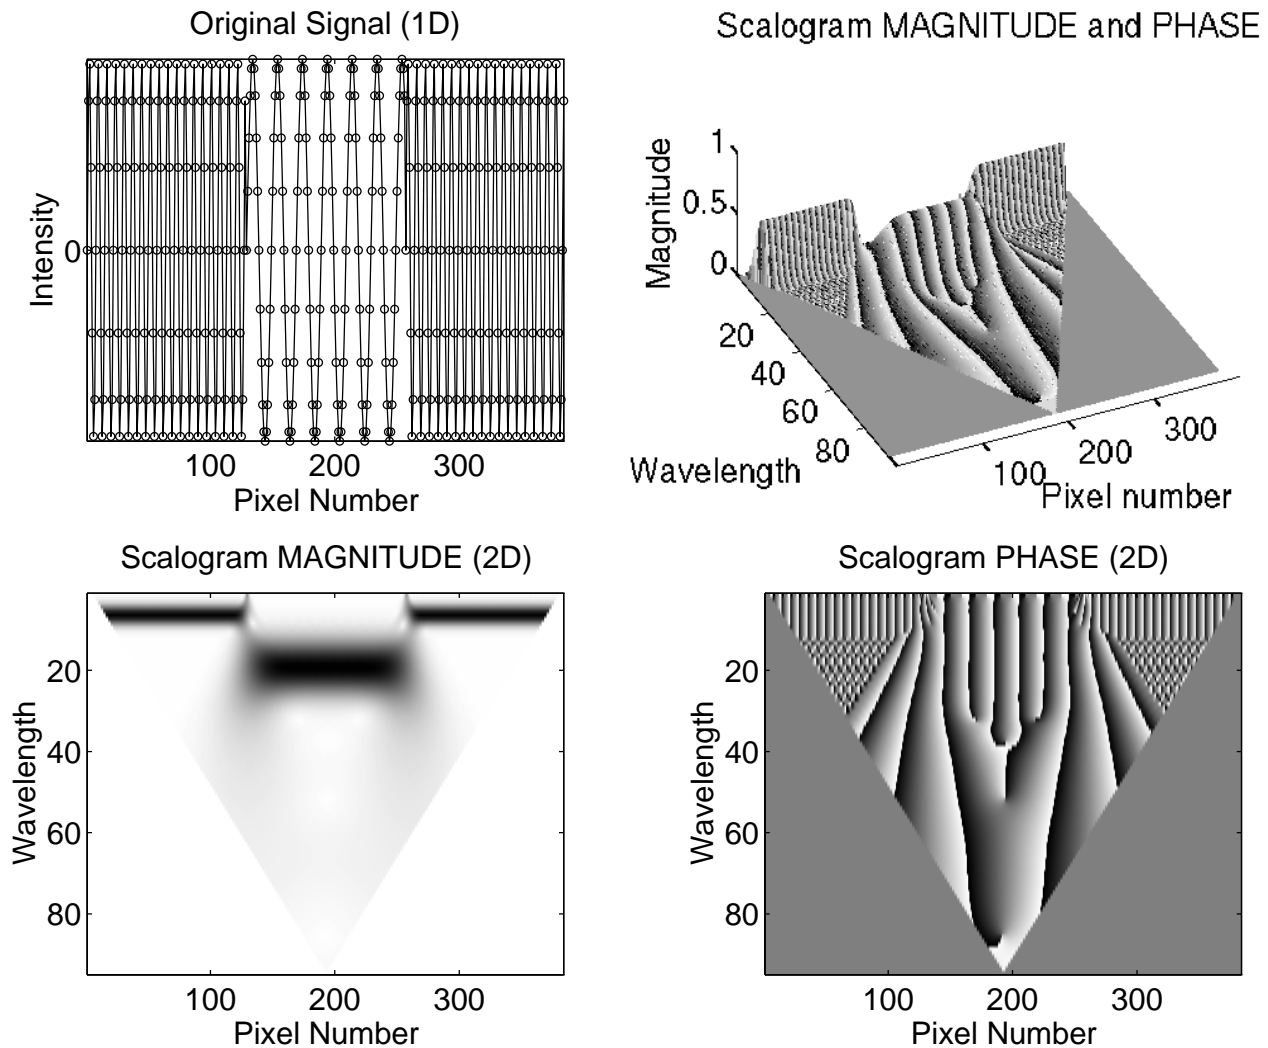 Original Signal (1D)
Intensity
0
100 200 300
Pixel Number
Scalogram MAGNITUDE and PHASE
Magnitude
1
0.5
0
20
40
60
80
Wavelength
100
200
300
Pixel number
Scalogram MAGNITUDE (2D)
Wavelength
20
40
60
80
100 200 300
Pixel Number
Scalogram PHASE (2D)
Wavelength
20
40
60
80
100 200 300
Pixel Number